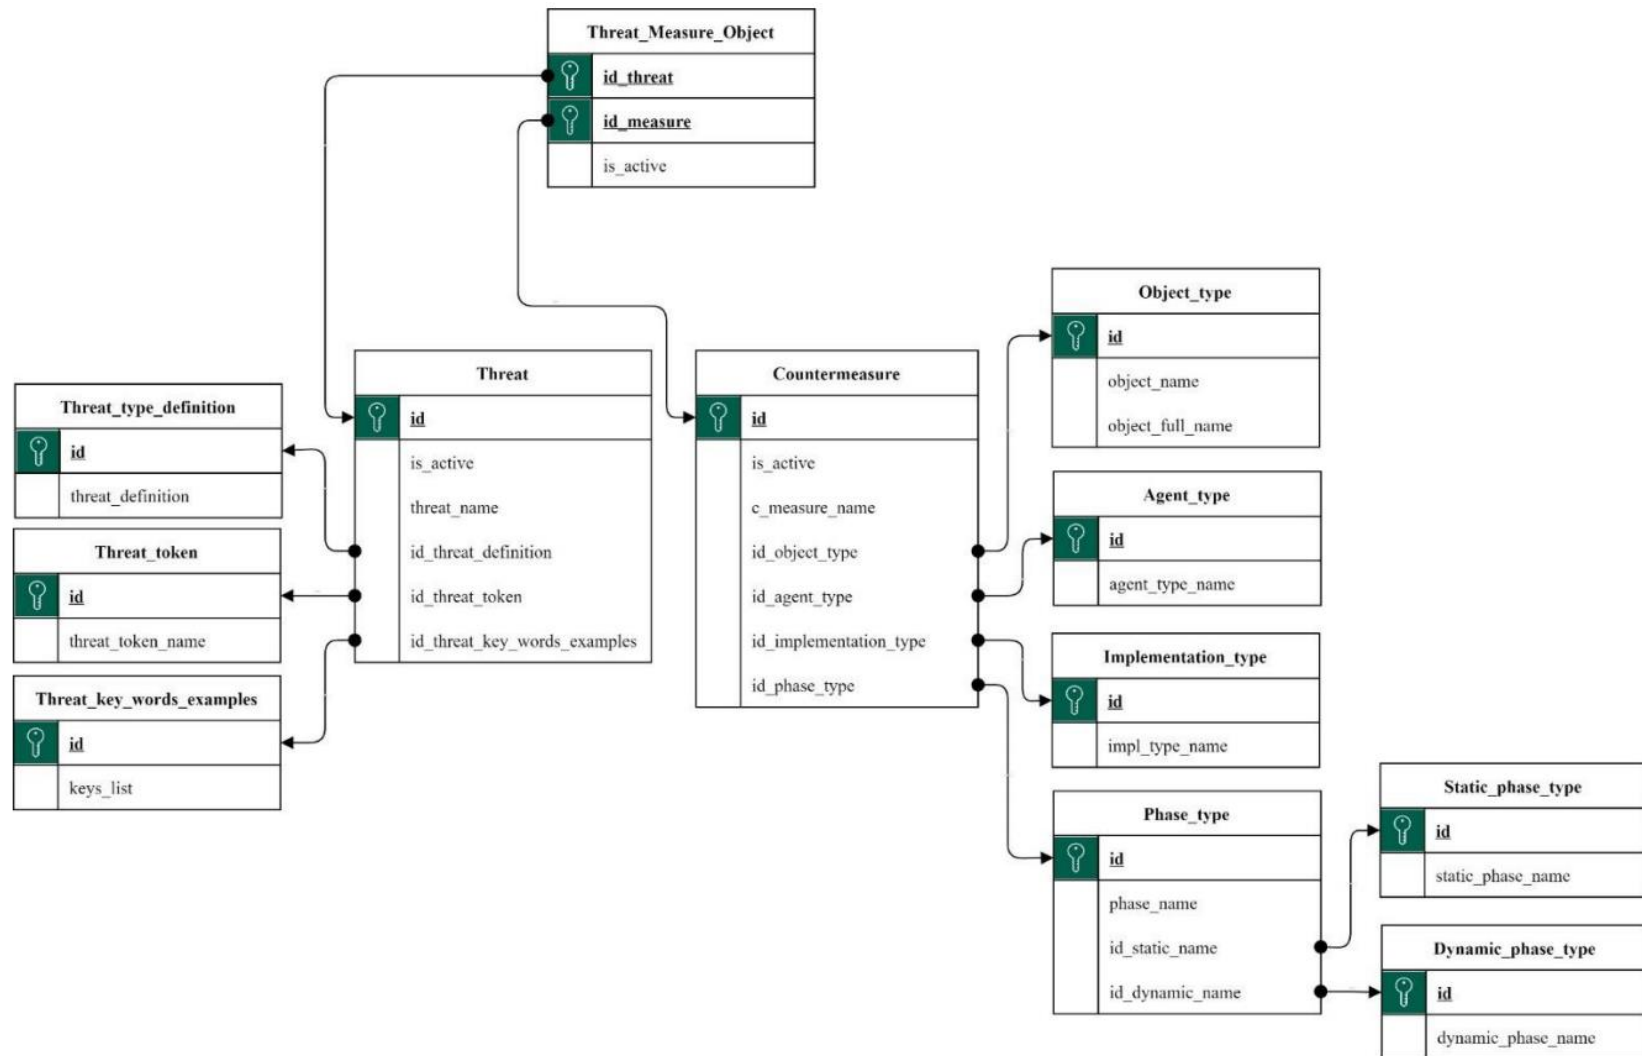 Threat_Measure_Object
id_threat
id_measure
is_active
Threat_type_definition
id
threat_definition
Threat_token
id
threat_token_name
Threat_key_words_examples
id
keys_list
Threat
id
is_active
threat_name
id_threat_definition
id_threat_token
id_threat_key_words_examples
Countermeasure
id
is_active
c_measure_name
id_object_type
id_agent_type
id_implementation_type
id_phase_type
Object_type
id
object_name
object_full_name
Agent_type
id
agent_type_name
Implementation_type
id
impl_type_name
Phase_type
id
phase_name
id_static_name
id_dynamic_name
Static_phase_type
id
static_phase_name
Dynamic_phase_type
id
dynamic_phase_name